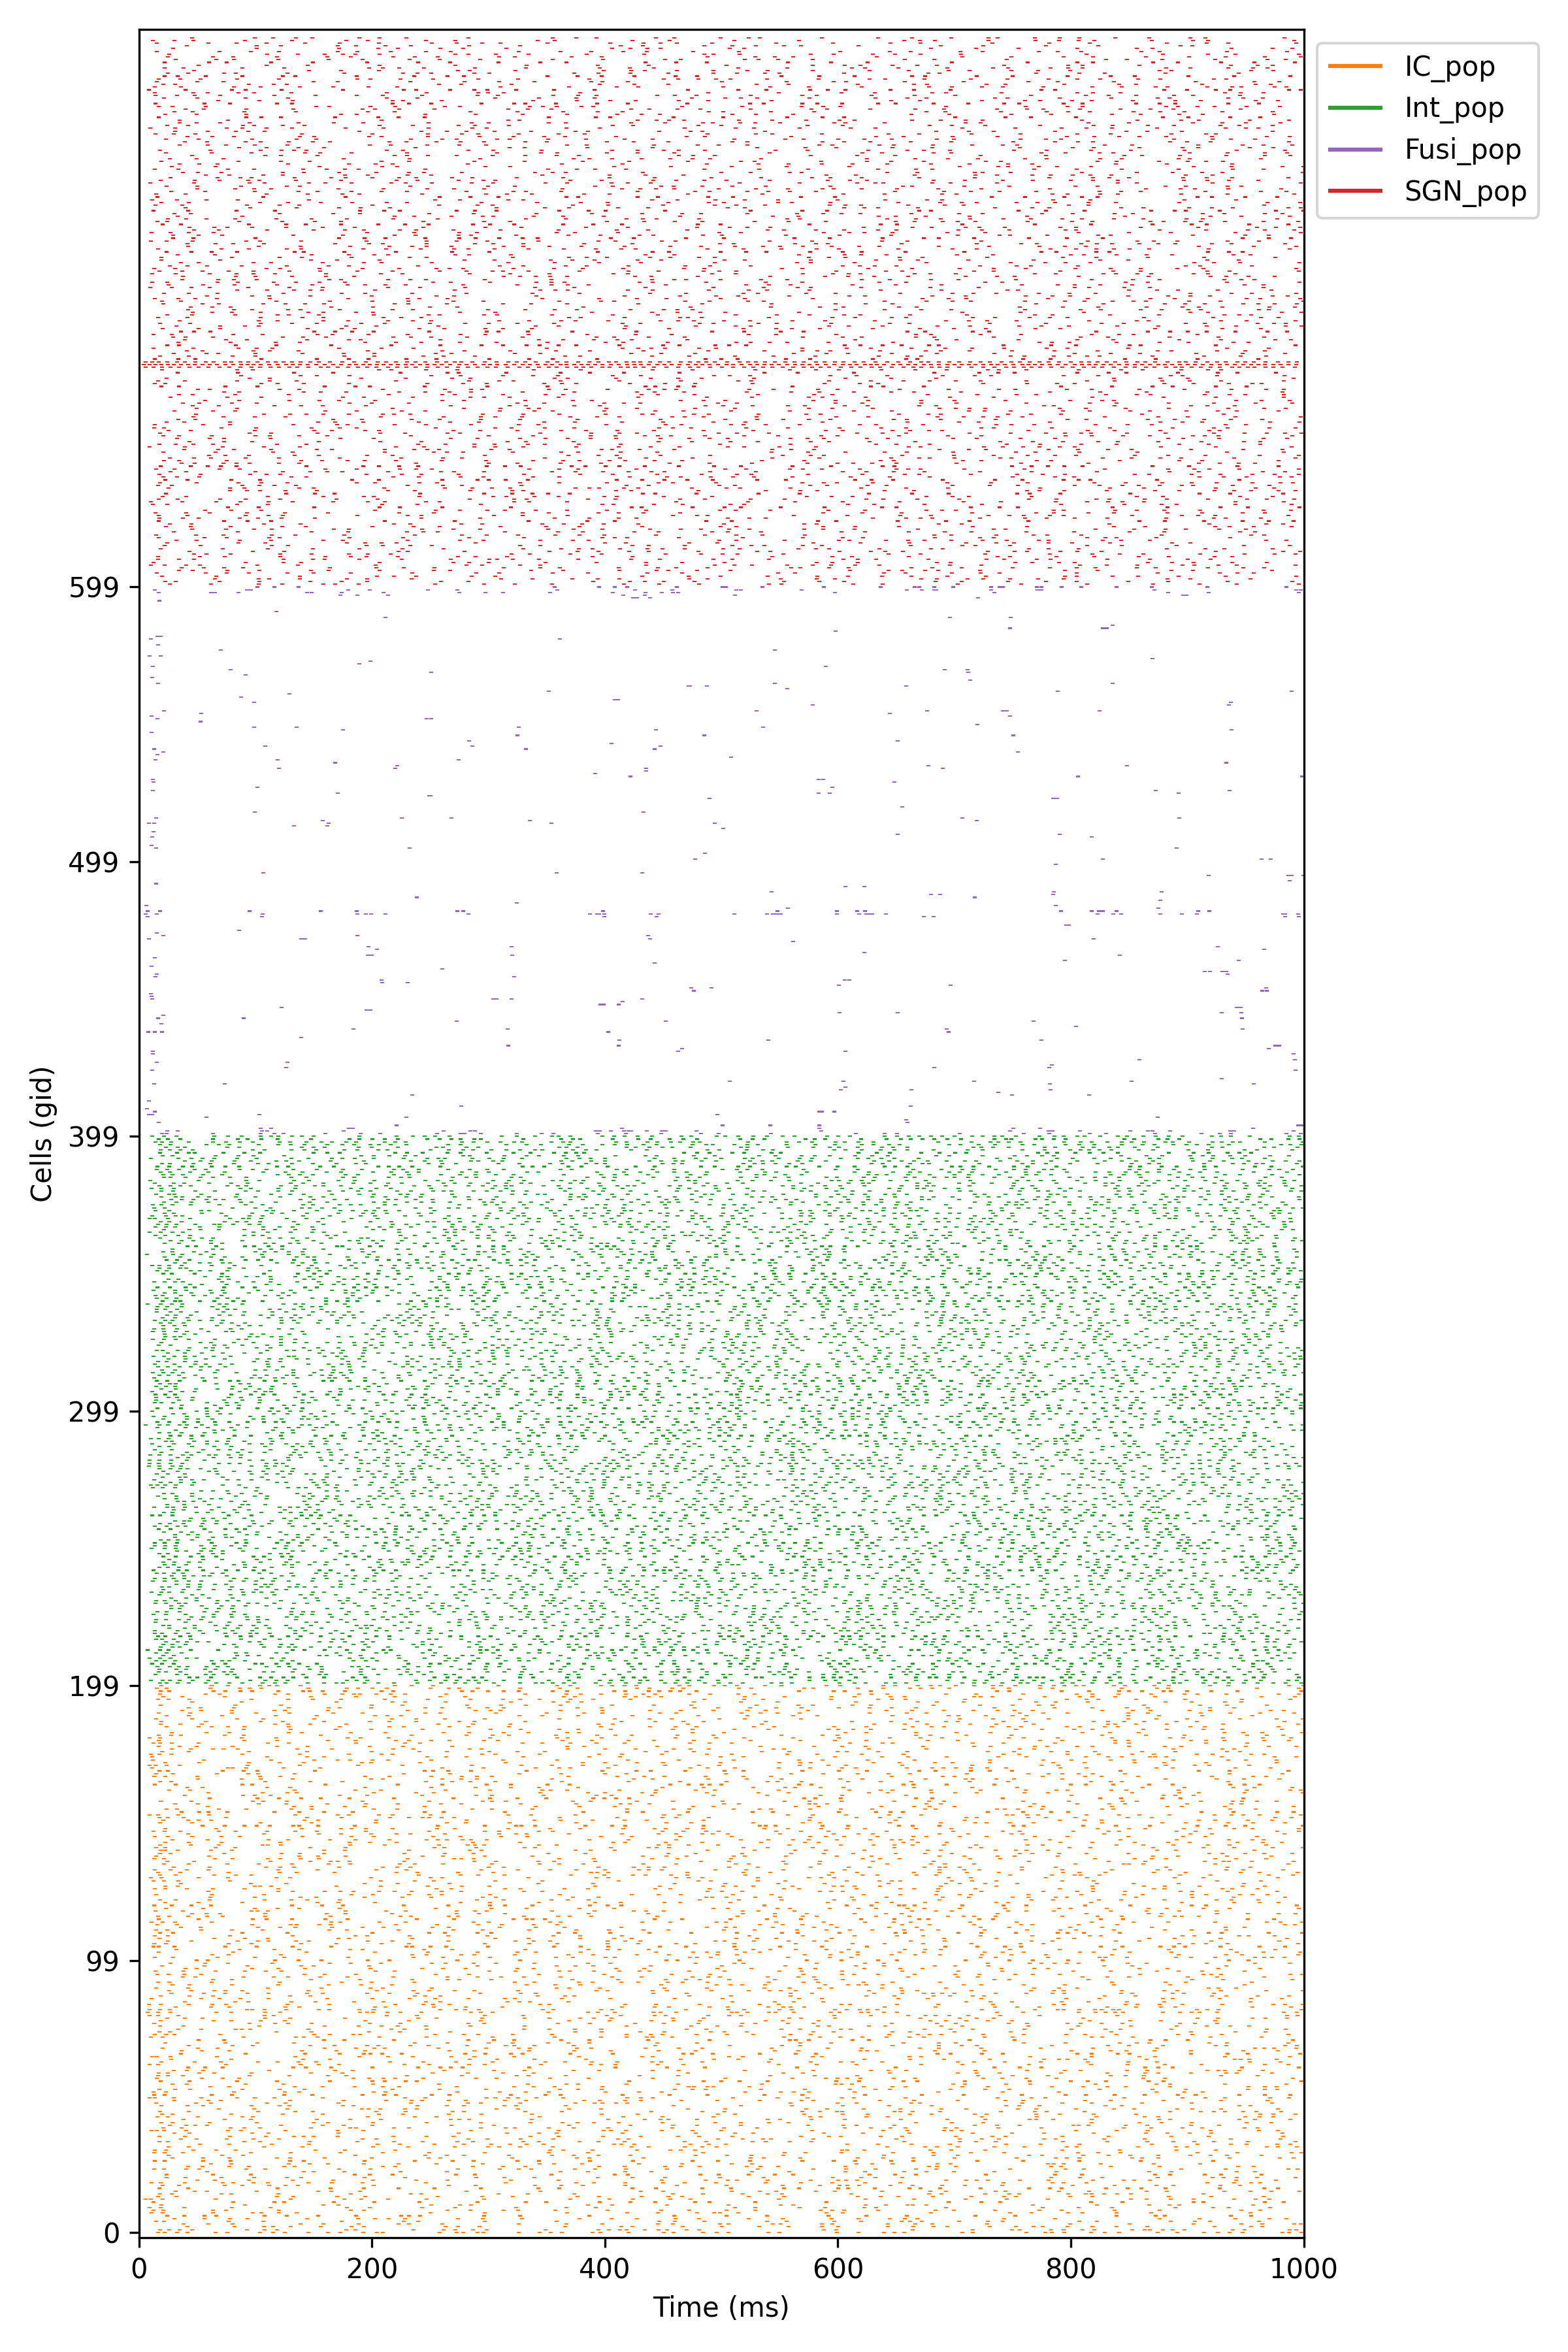 IC_pop
Int_pop
Fusi_pop
SGN_pop
599
499
399
299
199
99
0
Cells (gid)
0 200 400 600 800 1000
Time (ms)